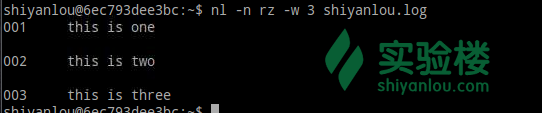 shiyanlou@6ec793dee3bc:~$ nl -n rz -w 3 shiyanlou.log
001 this is one
002 this is two
003 this is three
shiyanlou@6ec793dee3bc:~$
实验楼
shiyanlou.com